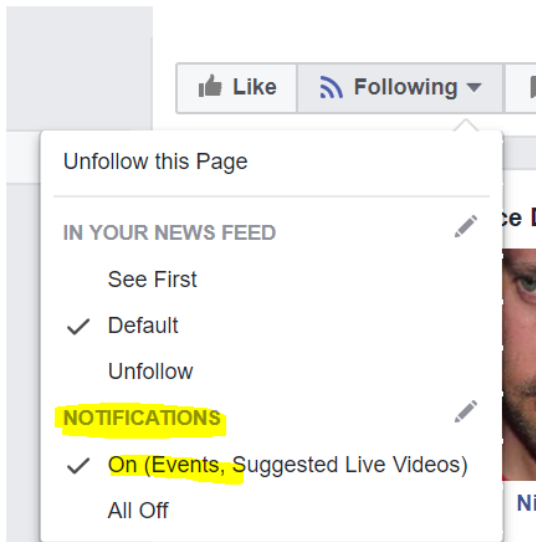 Like Following
Unfollow this Page
IN YOUR NEWS FEED
See First
Default
Unfollow
NOTIFICATIONS
On (Events, Suggested Live Videos)
All Off